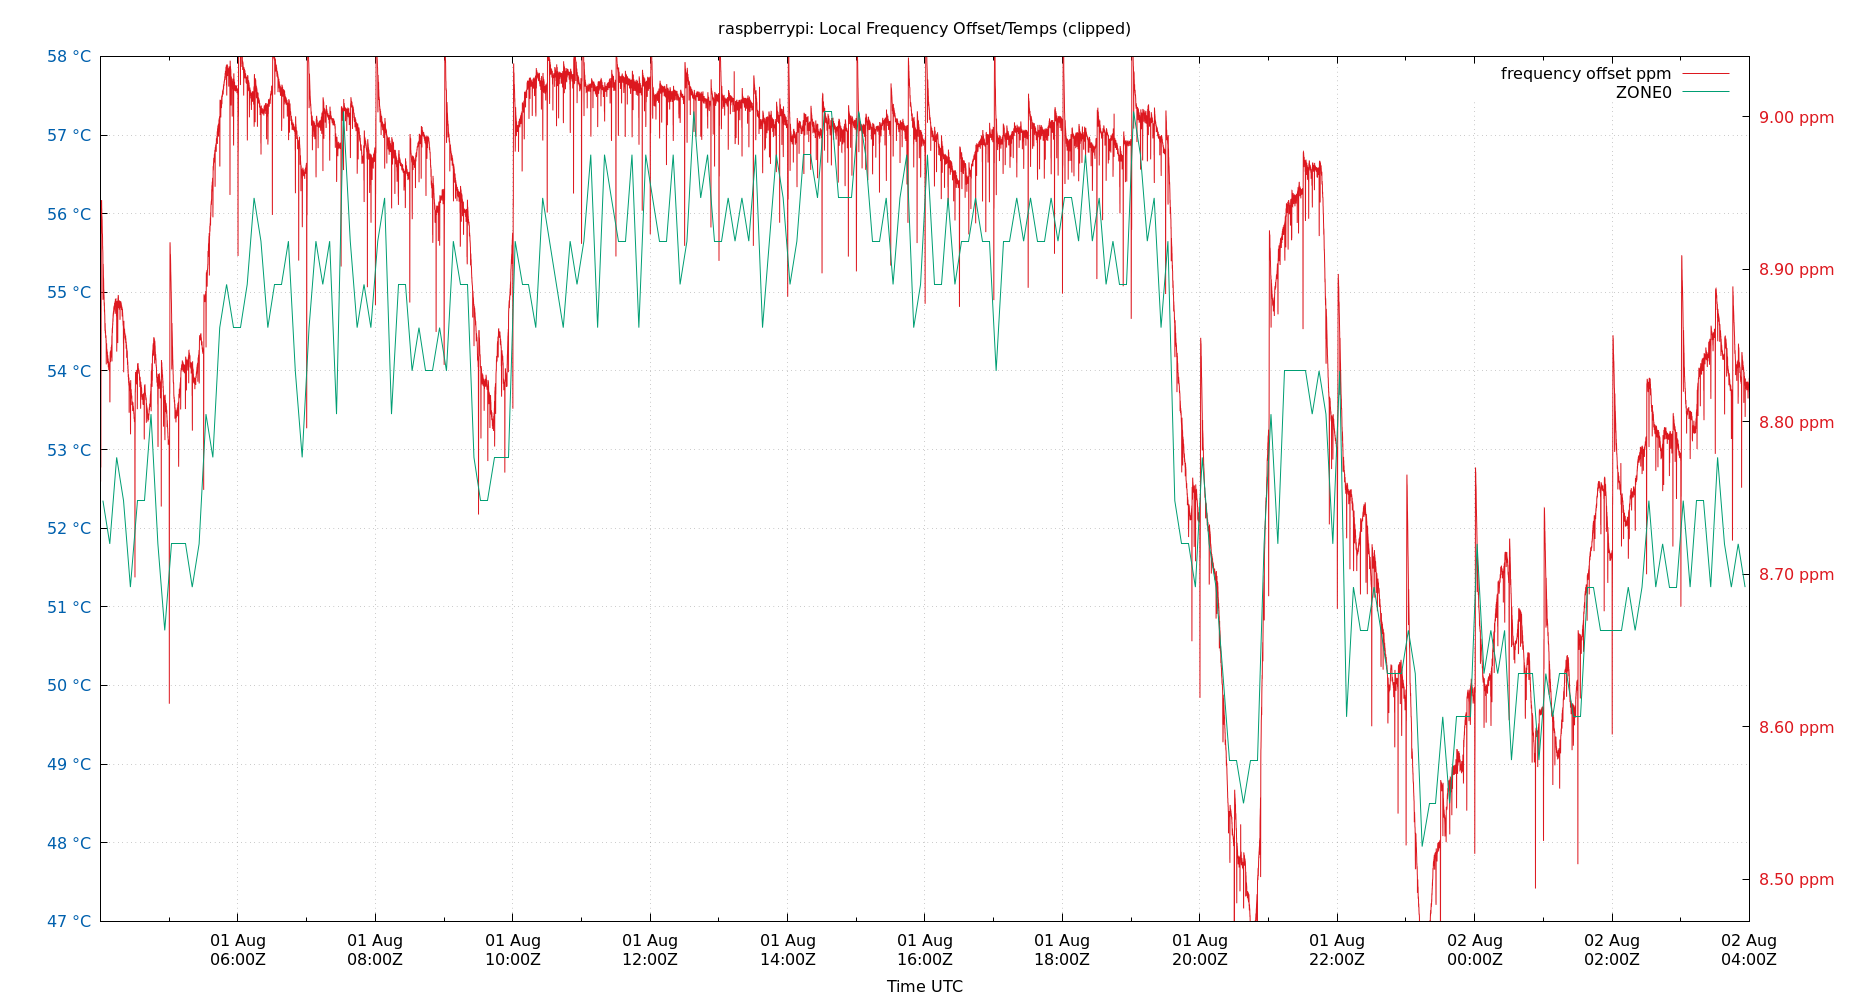 raspberrypi: Local Frequency Offset/Temps (clipped)
frequency offset ppm
ZONE0
58 °C
57 °C
56 °C
55 °C
54 °C
53 °C
52 °C
51 °C
50 °C
49 °C
48 °C
47 °C
9.00 ppm
8.90 ppm
8.80 ppm
8.70 ppm
8.60 ppm
8.50 ppm
01 Aug
06:00Z
01 Aug
08:00Z
01 Aug
10:00Z
01 Aug
12:00Z
01 Aug
14:00Z
01 Aug
16:00Z
01 Aug
18:00Z
01 Aug
20:00Z
01 Aug
22:00Z
02 Aug
00:00Z
02 Aug
02:00Z
02 Aug
04:00Z
Time UTC